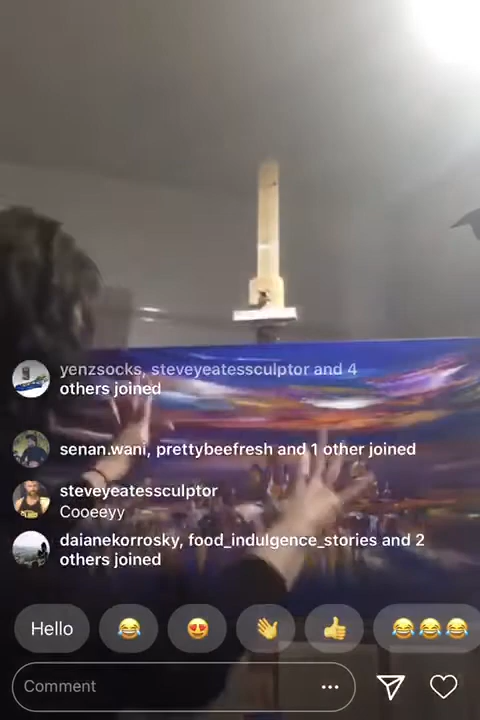 yenzsocks, steveyeatessculptor and 4
others joined
senan.wani, prettybeefresh and 1 other joined
steveyeatessculptor
Cooeeyy
daianekorrosky, food_indulgence_stories and 2
others joined
Hello
Comment